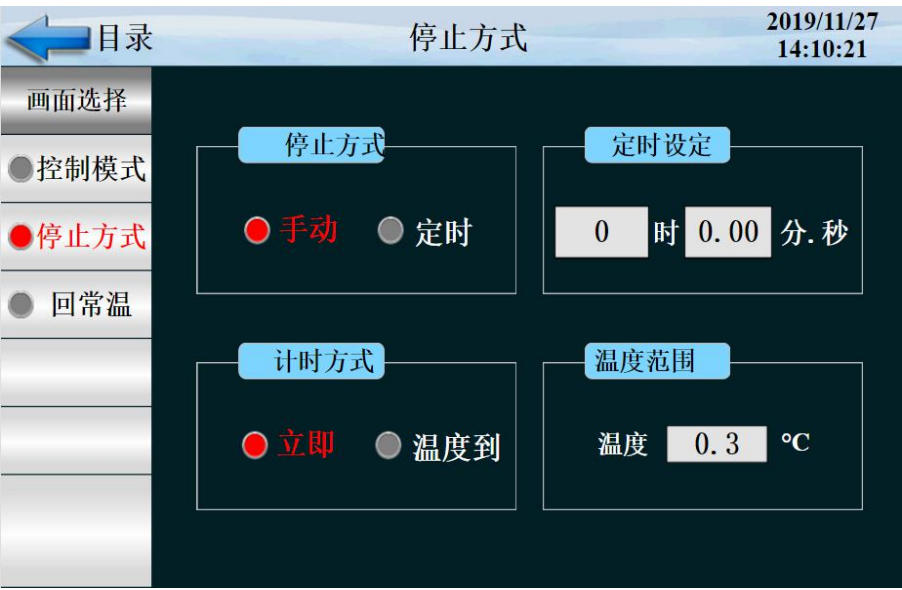 目录
停止方式
2019/11/27
14:10:21
画面选择
控制模式
停止方式
回常温
停止方式
手动 定时
定时设定
0 时 0.00 分.秒
计时方式
立即 温度到
温度范围
温度 0.3 ℃